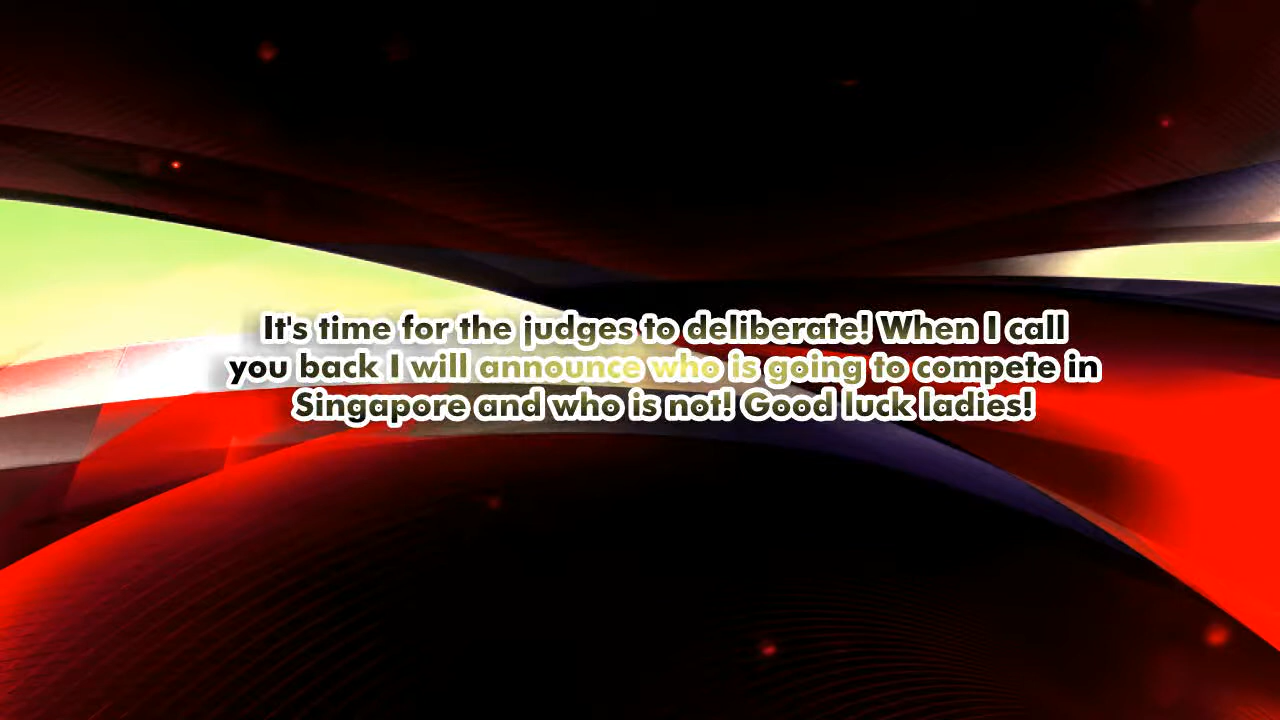 It's time for the judges to deliberate! When I call
you back I will announce who is going to compete in
Singapore and who is not! Good luck ladies!